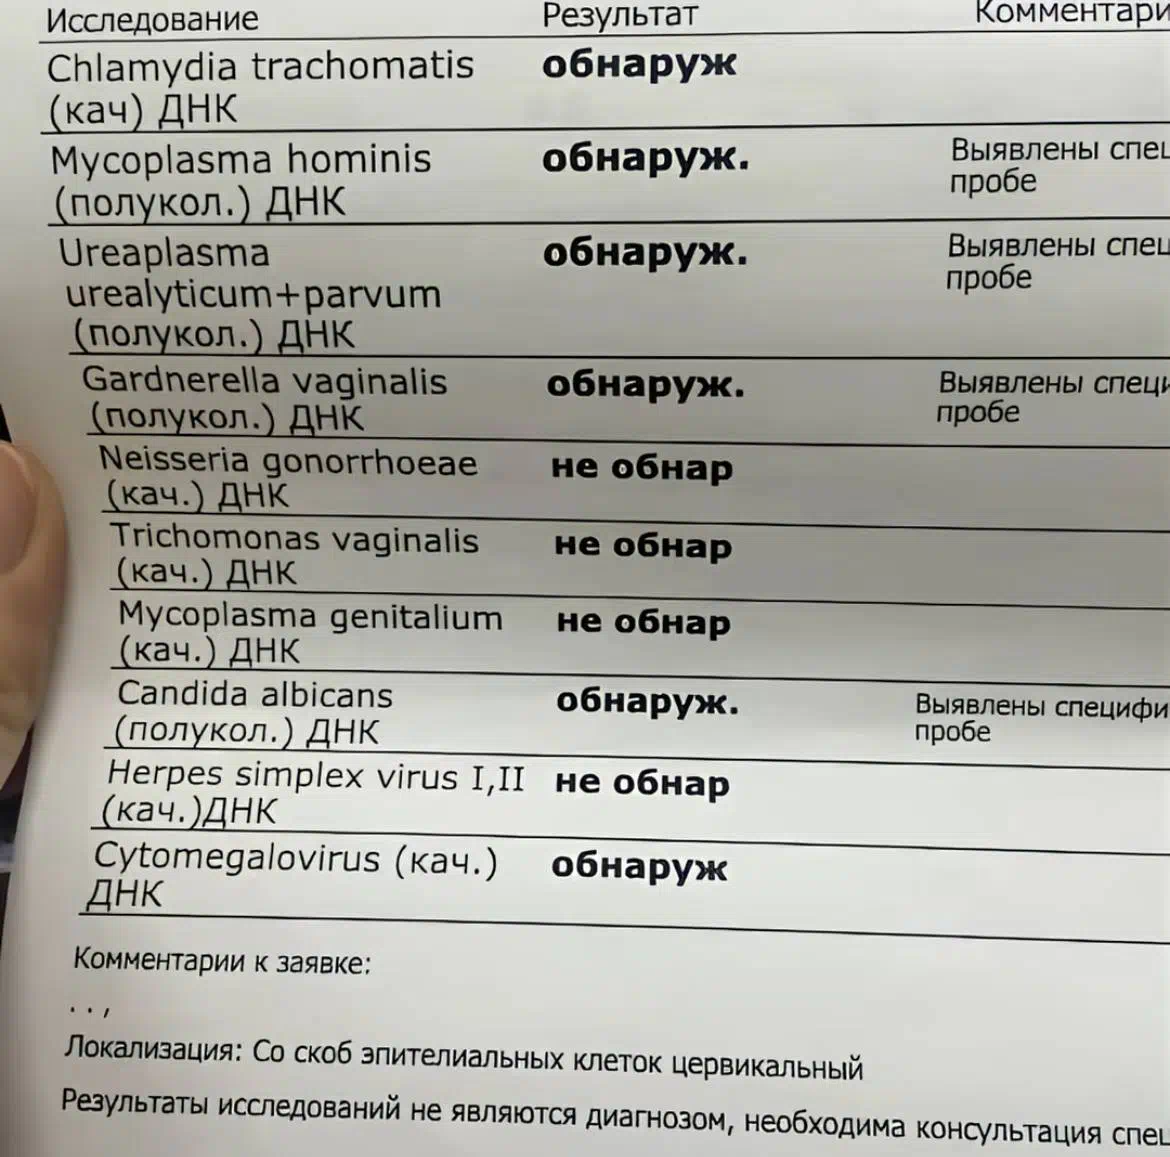 Исследование Результат Комментари
Chlamydia trachomatis обнаруж
(кач) ДНК
Mycoplasma hominis обнаруж. Выявлены спец
(полукол.) ДНК пробе
Ureaplasma обнаруж. Выявлены спец
urealyticum+parvum пробе
(полукол.) ДНК
Gardnerella vaginalis обнаруж. Выявлены специ
(полукол.) ДНК пробе
Neisseria gonorrhoeae не обнар
(кач.) ДНК
Trichomonas vaginalis не обнар
(кач.) ДНК
Mycoplasma genitalium не обнар
(кач.) ДНК
Candida albicans обнаруж. Выявлены специфи
(полукол.) ДНК пробе
Herpes simplex virus I,II не обнар
(кач.)ДНК
Cytomegalovirus (кач.) обнаруж
ДНК
Комментарии к заявке:
. . ,
Локализация: Со скоб эпителиальных клеток цервикальный
Результаты исследований не являются диагнозом, необходима консультация спец